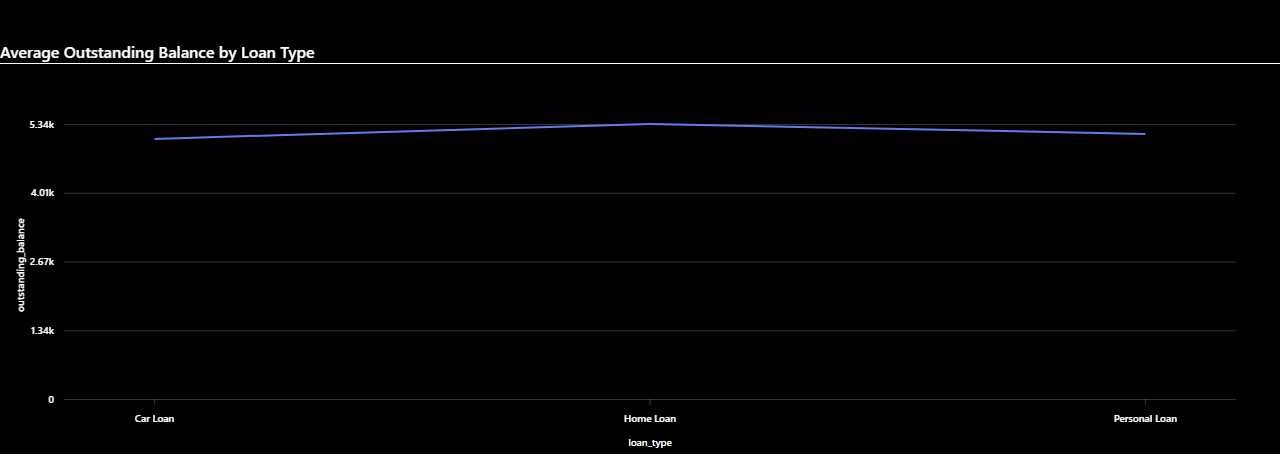 Average Outstanding Balance by Loan Type
5.34k
4.01k
2.67k
1.34k
0
outstanding_balance
Car Loan
Home Loan
Personal Loan
loan_type